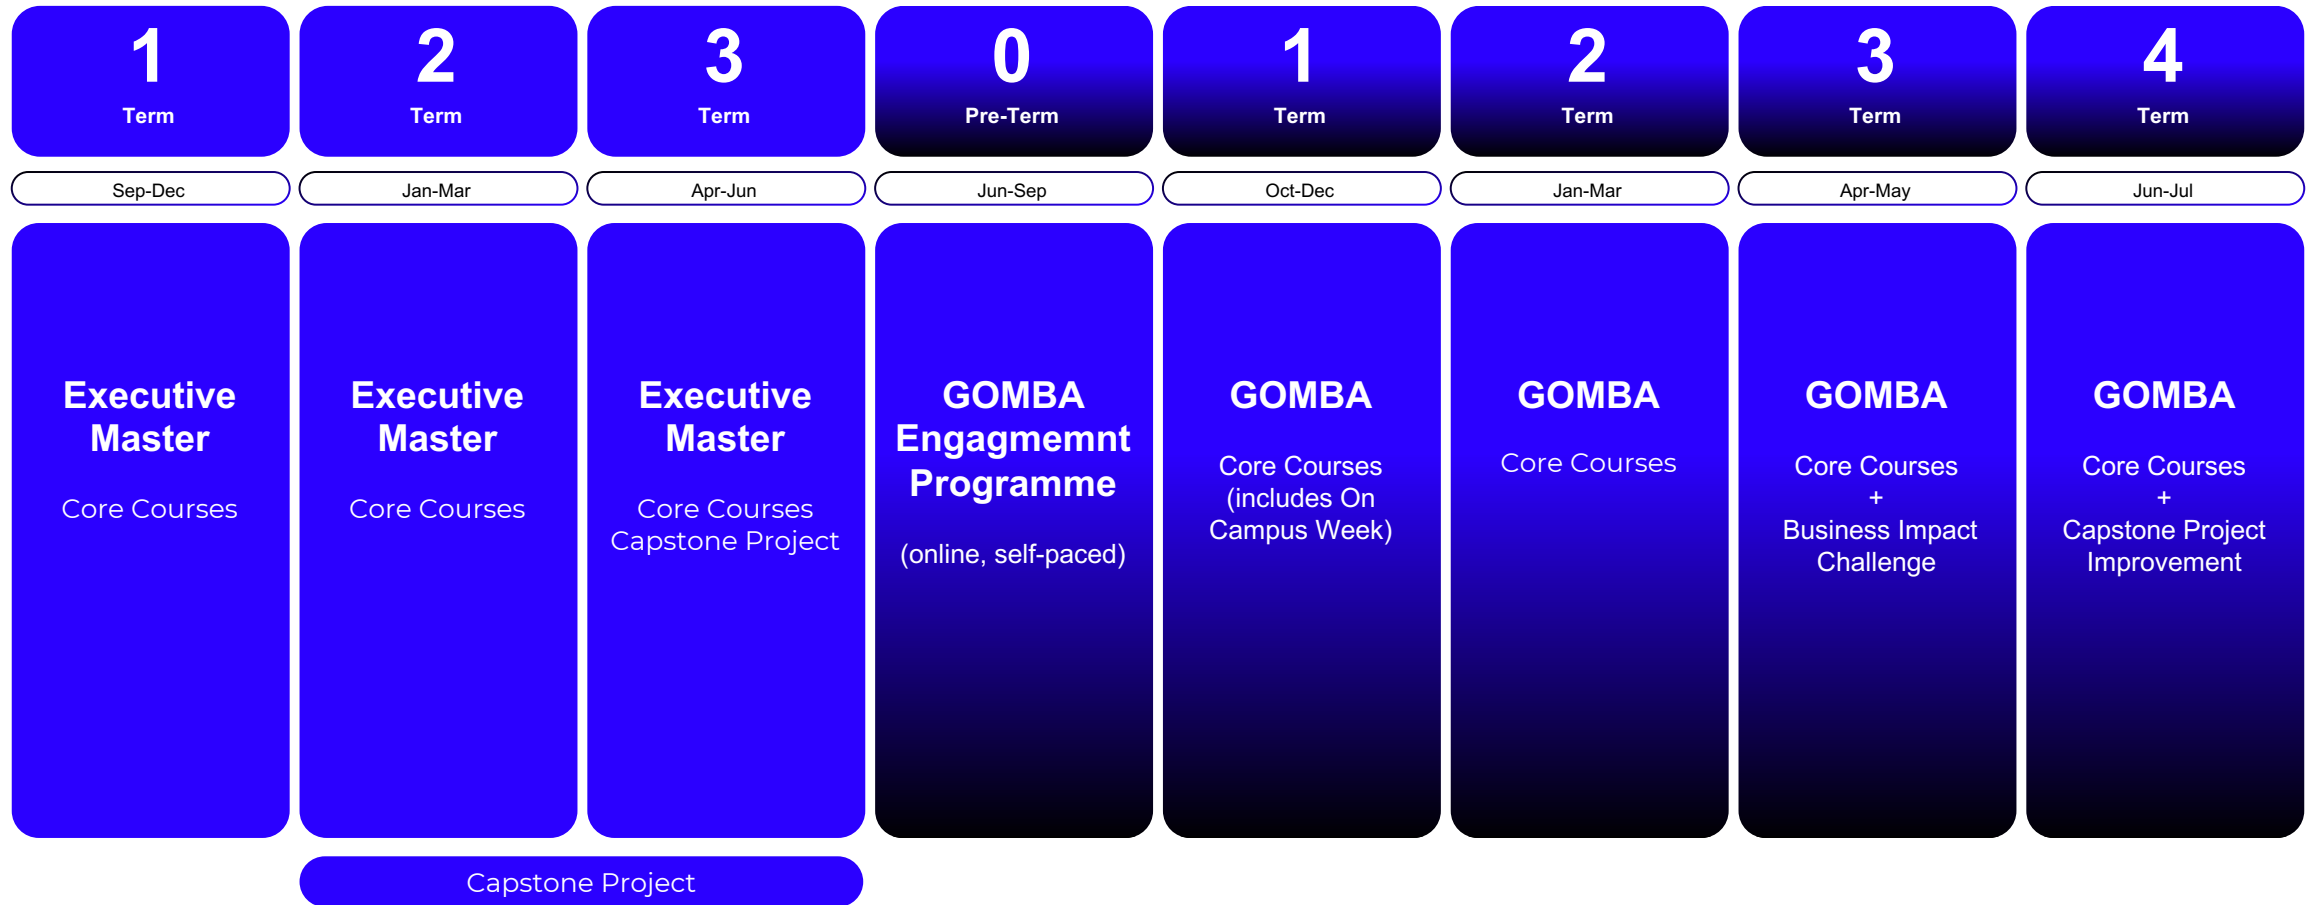 1
Term
2
Term
3
Term
0
Pre-Term
1
Term
2
Term
3
Term
4
Term
Sep-Dec
Jan-Mar
Apr-Jun
Jun-Sep
Oct-Dec
Jan-Mar
Apr-May
Jun-Jul
Executive
Master
Core Courses
Executive
Master
Core Courses
Executive
Master
Core Courses
Capstone Project
GOMBA
Engagmemnt
Programme
(online, self-paced)
GOMBA
Core Courses
(includes On
Campus Week)
GOMBA
Core Courses
GOMBA
Core Courses
+
Business Impact
Challenge
GOMBA
Core Courses
+
Capstone Project
Improvement
Capstone Project